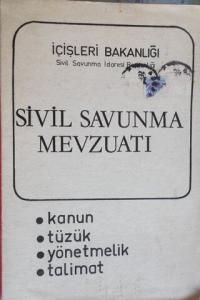 İÇİŞLERİ BAKANLIĞI
Sivil Savunma İdaresi Başkanlığı
SİVİL SAVUNMA
MEVZUATI
• kanun
• tüzük
• yönetmelik
• talimat